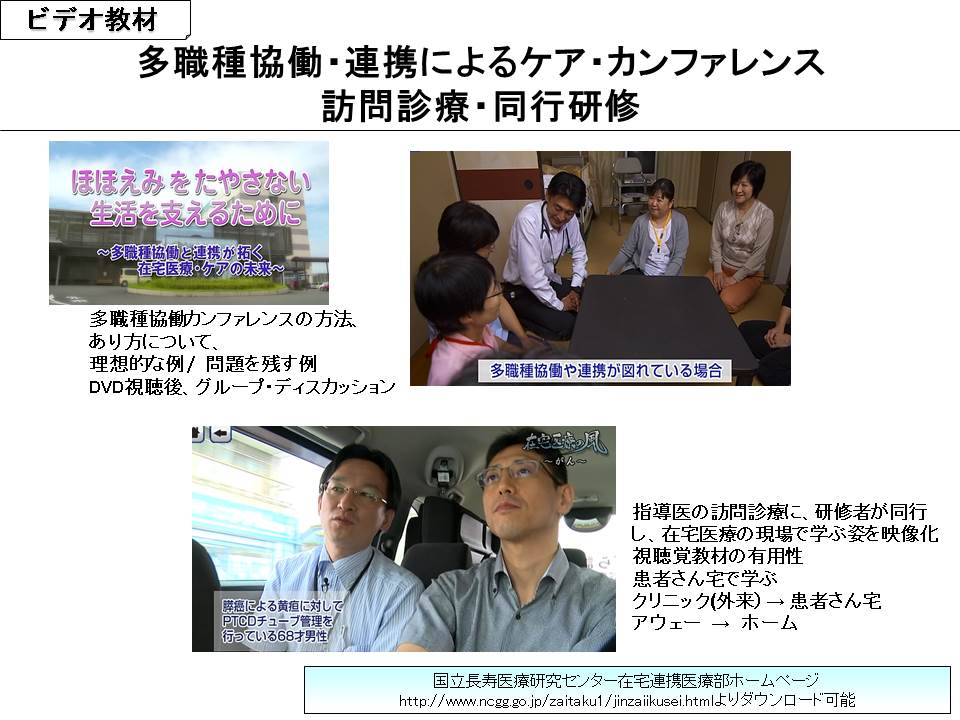 ビデオ教材
多職種協働・連携によるケア・カンファレンス
訪問診療・同行研修
ほほえみをたやさない
生活を支えるために
～多職種協働と連携が拓く
在宅医療・ケアの未来～
多職種協働カンファレンスの方法、
あり方について、
理想的な例 / 問題を残す例
DVD視聴後、グループ・ディスカッション
多職種協働や連携が図れている場合
在宅医療の風
～がん～
膵癌による黄疸に対して
PTCDチューブ管理を
行っている68才男性
指導医の訪問診療に、研修者が同行
し、在宅医療の現場で学ぶ姿を映像化
視聴覚教材の有用性
患者さん宅で学ぶ
クリニック(外来) → 患者さん宅
アウェー → ホーム
国立長寿医療研究センター在宅連携医療部ホームページ
http://www.ncgg.go.jp/zaitaku1/jinzaiikusei.htmlよりダウンロード可能